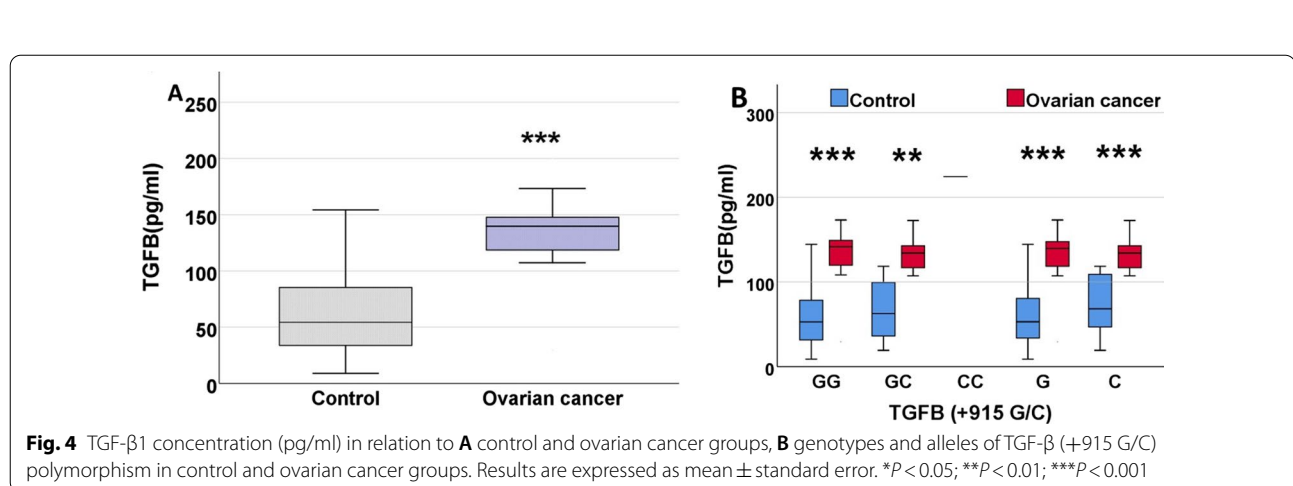 A
250
200
150
100
50
0
TGFB(pg/ml)
***
Control Ovarian cancer
B
Control Ovarian cancer
300
200
100
0
TGFB(pg/ml)
*** ** *** ***
GG GC CC G C
TGFB (+915 G/C)
Fig. 4 TGF-β1 concentration (pg/ml) in relation to A control and ovarian cancer groups, B genotypes and alleles of TGF-β (+915 G/C)
polymorphism in control and ovarian cancer groups. Results are expressed as mean ± standard error. *P < 0.05; **P < 0.01; ***P < 0.001